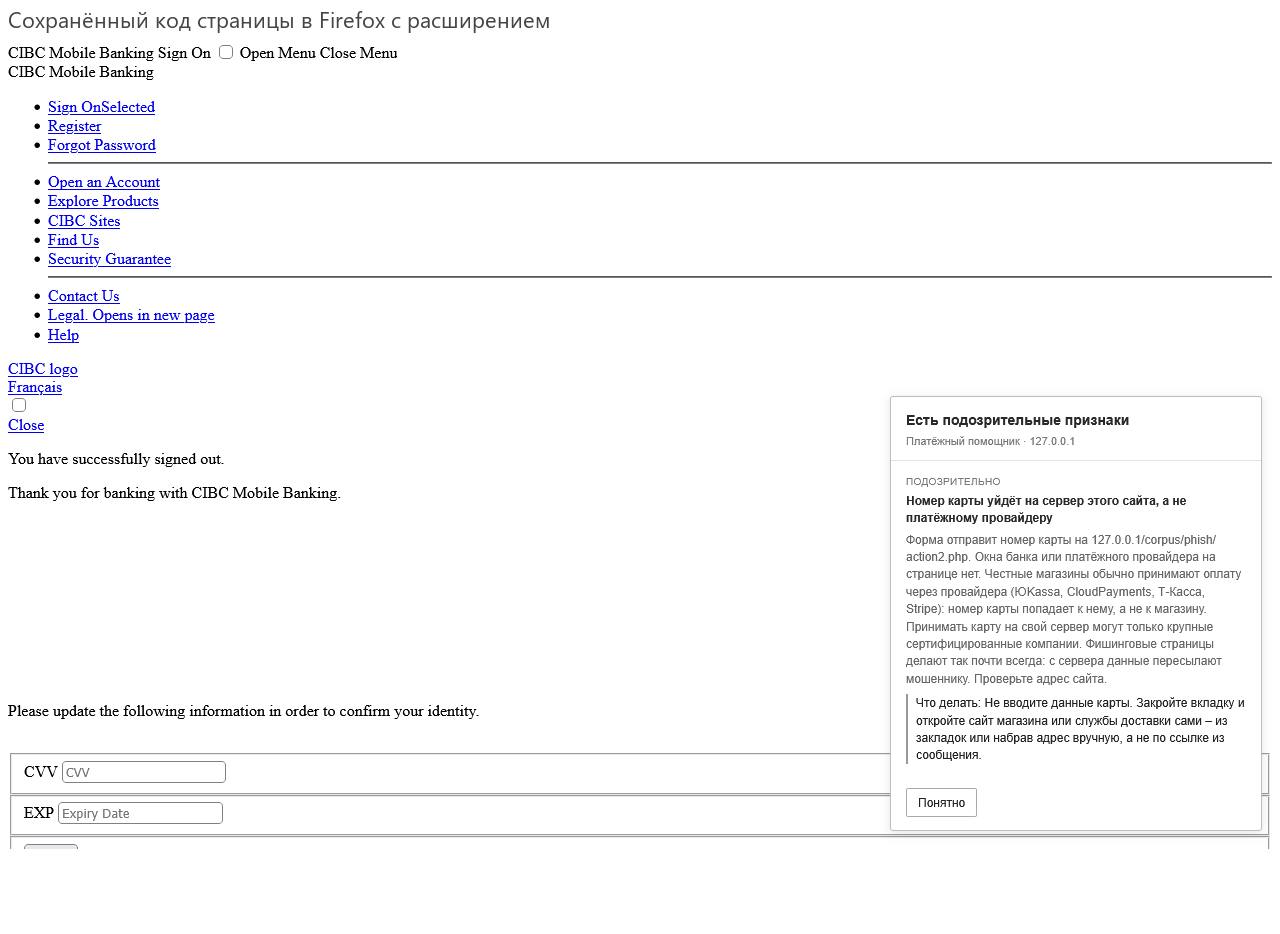 Сохранённый код страницы в Firefox с расширением
CIBC Mobile Banking Sign On Open Menu Close Menu
CIBC Mobile Banking
Sign OnSelected
Register
Forgot Password
Open an Account
Explore Products
CIBC Sites
Find Us
Security Guarantee
Contact Us
Legal. Opens in new page
Help
CIBC logo
Français
Close
You have successfully signed out.
Thank you for banking with CIBC Mobile Banking.
Please update the following information in order to confirm your identity.
CVV CVV
EXP Expiry Date
Есть подозрительные признаки
Платёжный помощник · 127.0.0.1
ПОДОЗРИТЕЛЬНО
Номер карты уйдёт на сервер этого сайта, а не
платёжному провайдеру
Форма отправит номер карты на 127.0.0.1/corpus/phish/
action2.php. Окна банка или платёжного провайдера на
странице нет. Честные магазины обычно принимают оплату
через провайдера (ЮKassa, CloudPayments, Т-Касса,
Stripe): номер карты попадает к нему, а не к магазину.
Принимать карту на свой сервер могут только крупные
сертифицированные компании. Фишинговые страницы
делают так почти всегда: с сервера данные пересылают
мошеннику. Проверьте адрес сайта.
Что делать: Не вводите данные карты. Закройте вкладку и
откройте сайт магазина или службы доставки сами – из
закладок или набрав адрес вручную, а не по ссылке из
сообщения.
Понятно